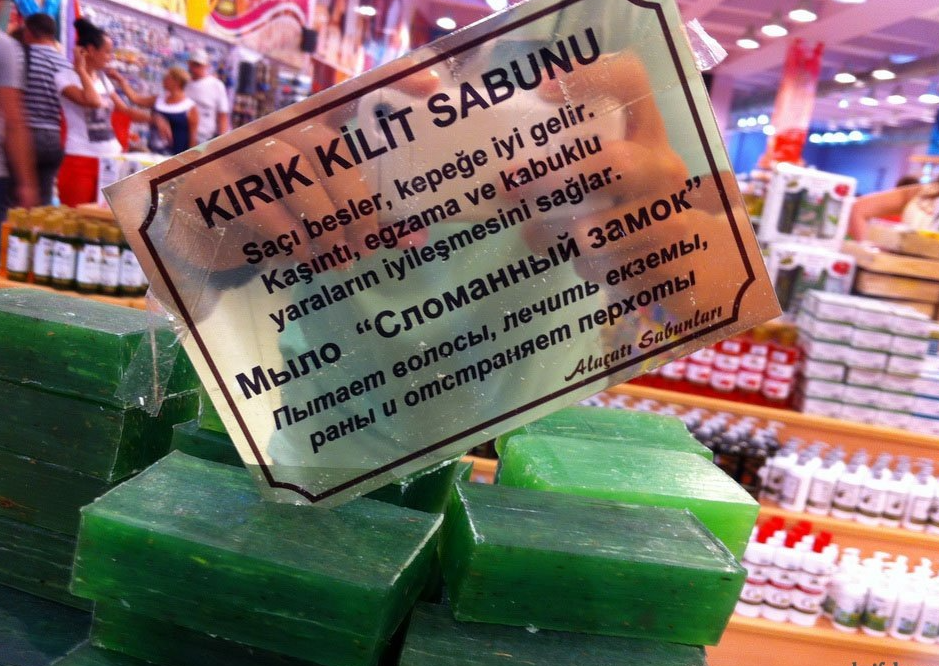 KIRIK KİLİT SABUNU
Saçı besler, kepeğe iyi gelir.
Kaşıntı, egzama ve kabuklu
yaraların iyileşmesini sağlar.
Мыло “Сломанный замок”
Пытает волосы, лечить екземы,
раны и отмстраняет перхоты
Alaçatı Sabunları